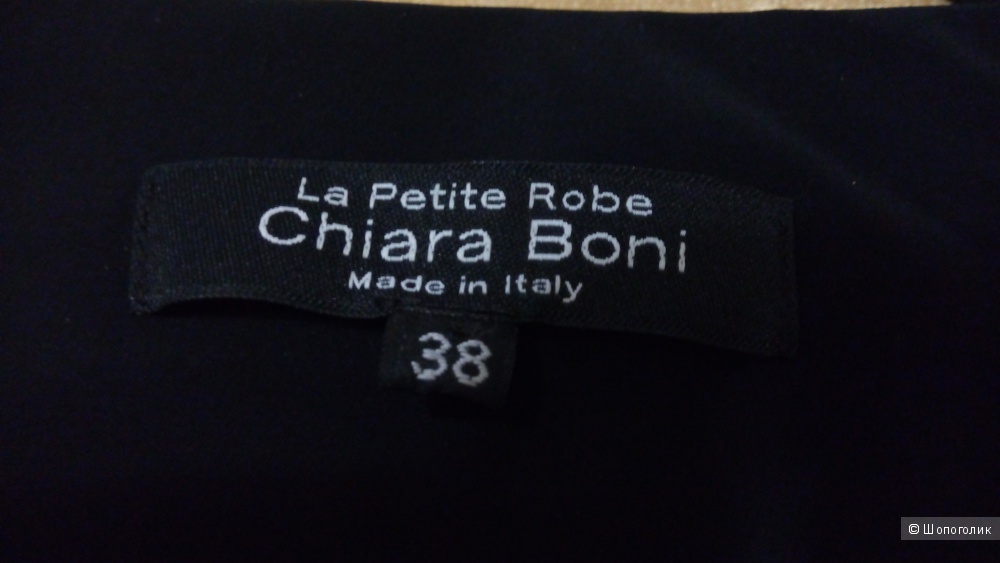 La Petite Robe
Chiara Boni
Made in Italy
38
© Шопоголик